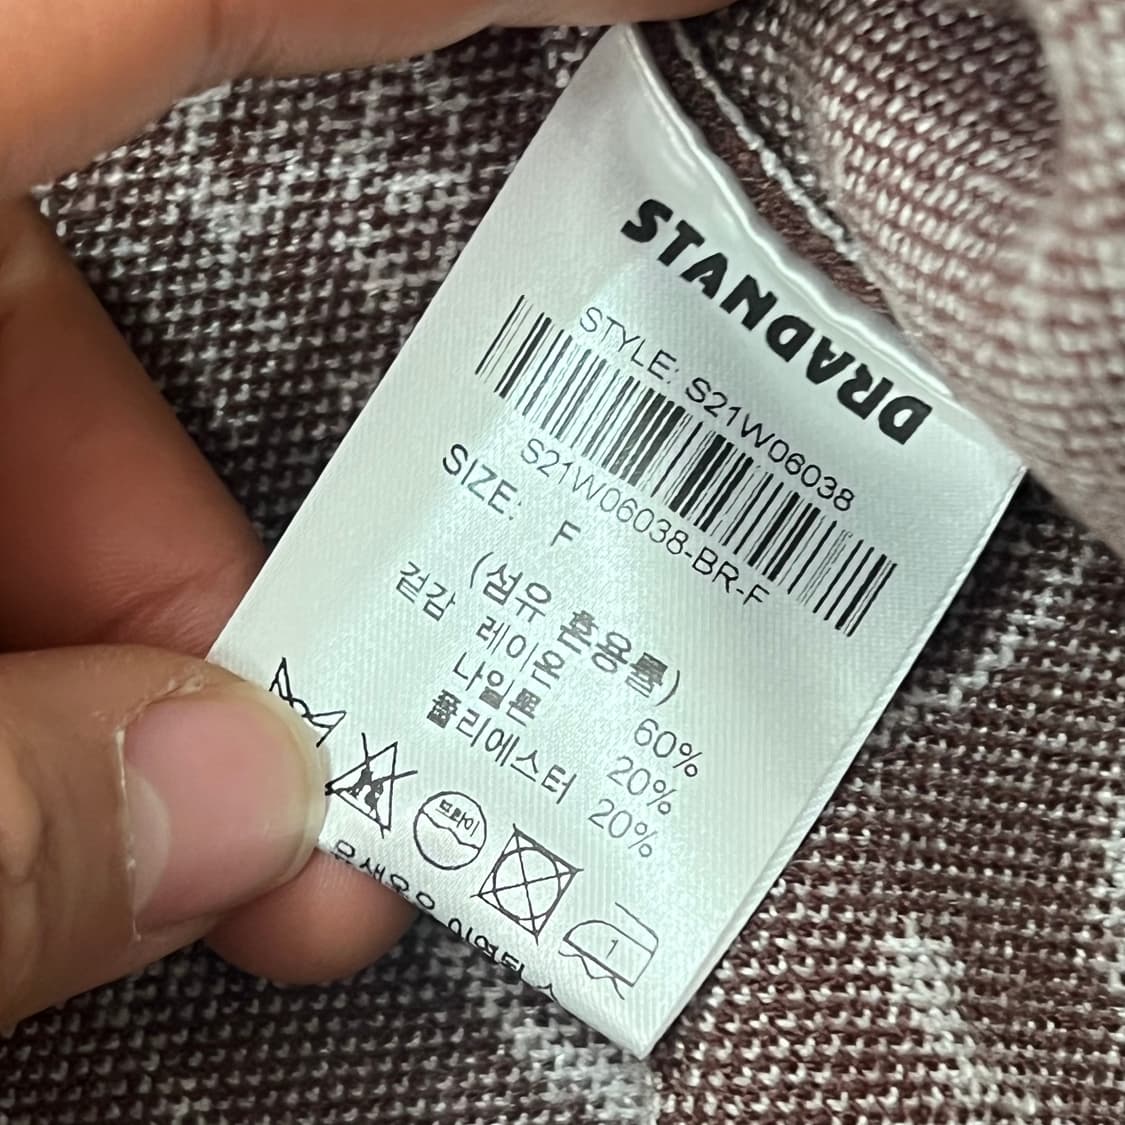 STANDARD
STYLE: S21W06038
S21W06038-BR-F
SIZE: F
(섬유 혼용률)
겉감 레이온 60%
나일론 20%
폴리에스터 20%
드라이
1